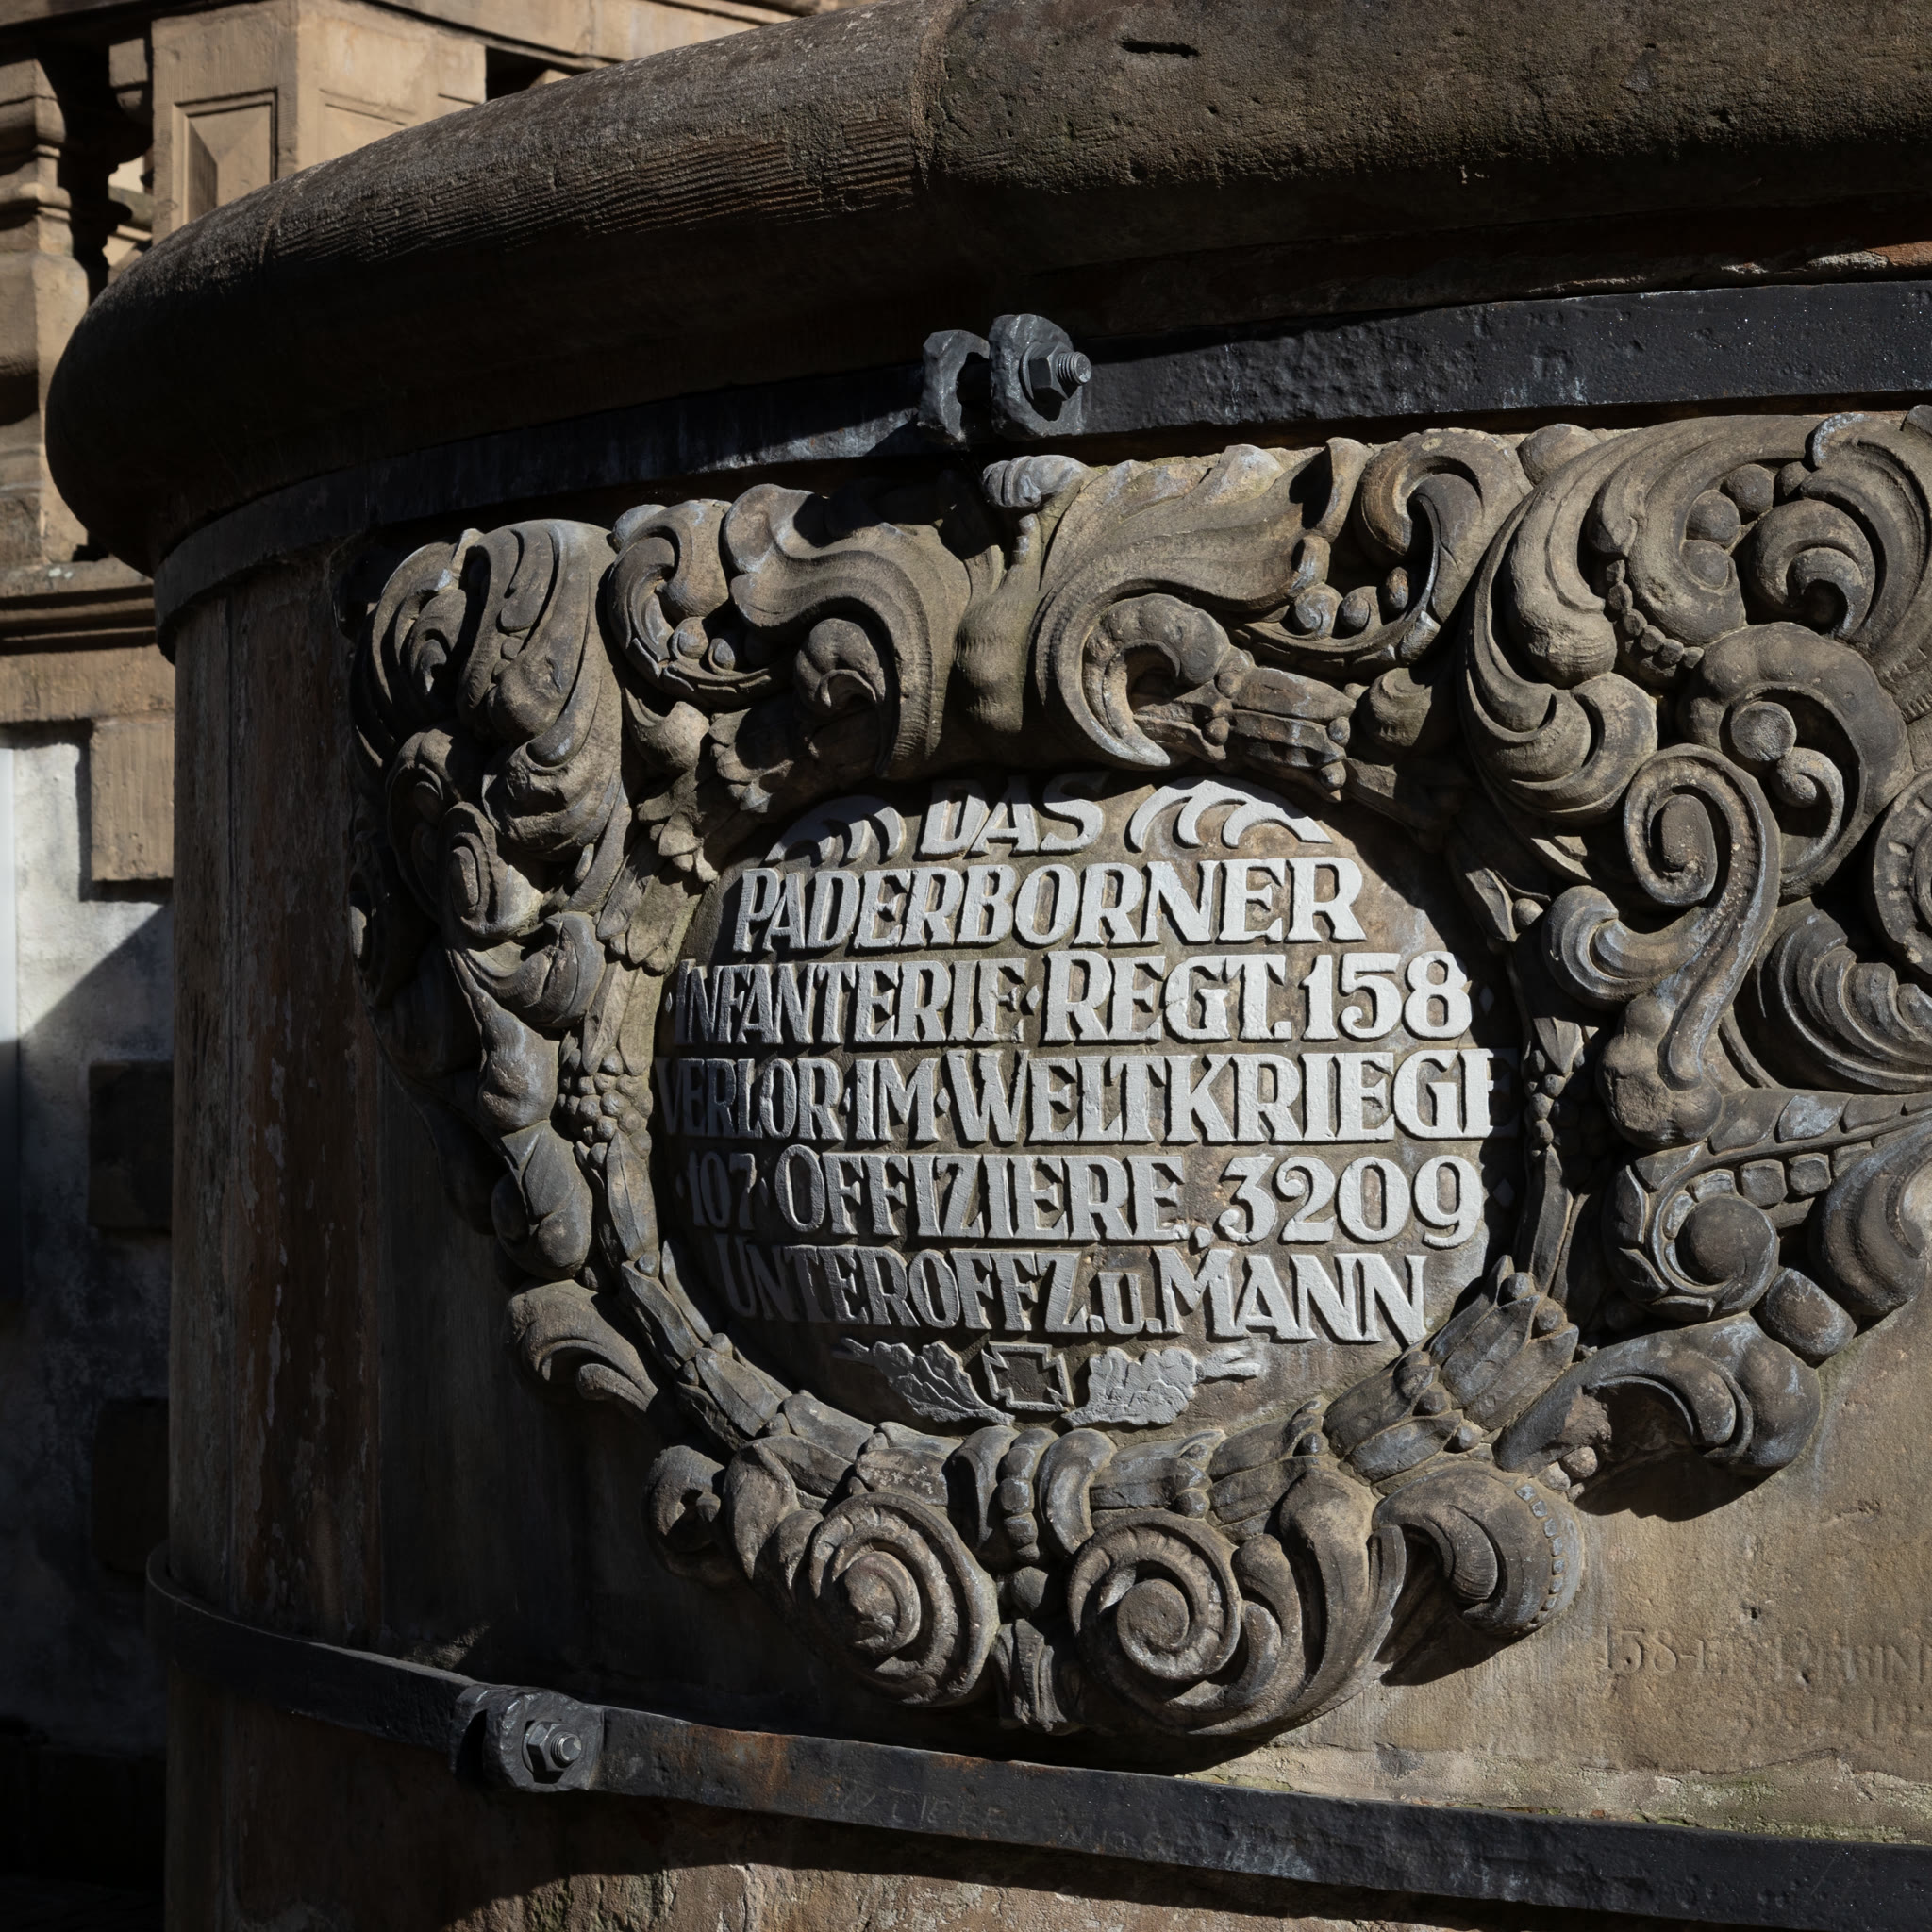 DAS
PADERBORNER
·INFANTERIE·REGT.158·
VERLOR·IM·WELTKRIEGE
·107·OFFIZIERE, 3209·
UNTEROFFZ.u.MANN